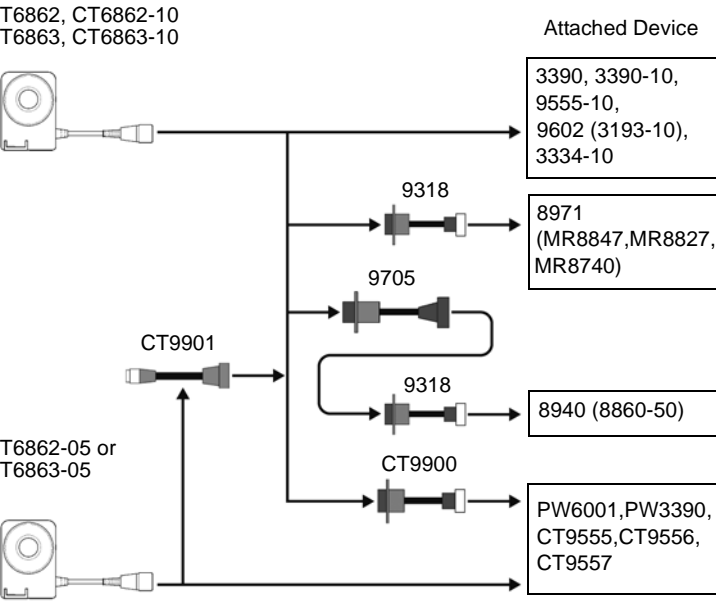 T6862, CT6862-10
T6863, CT6863-10
Attached Device
3390, 3390-10,
9555-10,
9602 (3193-10),
3334-10
9318
8971
(MR8847,MR8827,
MR8740)
9705
CT9901
9318
8940 (8860-50)
T6862-05 or
T6863-05
CT9900
PW6001,PW3390,
CT9555,CT9556,
CT9557